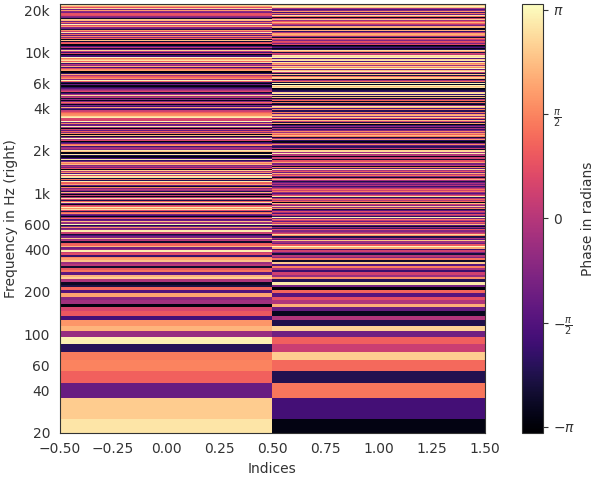 20k
10k
6k
4k
2k
1k
600
400
200
100
60
40
20
Frequency in Hz (right)
−0.50 −0.25 0.00 0.25 0.50 0.75 1.00 1.25 1.50
Indices
π
π/2
0
−π/2
−π
Phase in radians